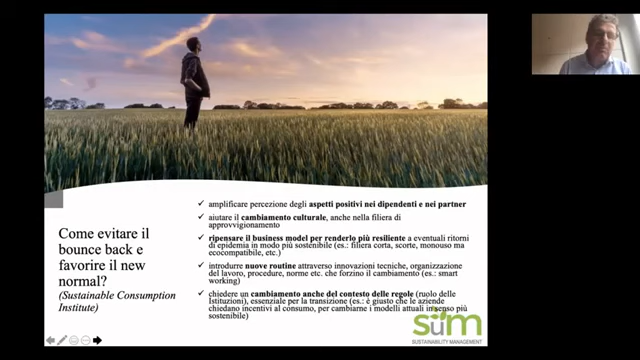 Come evitare il
bounce back e
favorire il new
normal?
(Sustainable Consumption
Institute)
✓ amplificare percezione degli aspetti positivi nei dipendenti e nei partner
✓ aiutare il cambiamento culturale, anche nella filiera di
approvvigionamento
✓ ripensare il business model per renderlo più resiliente a eventuali ritorni
di epidemia in modo più sostenibile (es.: filiera corta, scorte, monouso ma
ecocompatibile, etc.)
✓ introdurre nuove routine attraverso innovazioni tecniche, organizzazione
del lavoro, procedure, norme etc. che forzino il cambiamento (es.: smart
working)
✓ chiedere un cambiamento anche del contesto delle regole (ruolo delle
Istituzioni), essenziale per la transizione (es.: è giusto che le aziende
chiedano incentivi al consumo, per cambiarne i modelli attuali in senso più
sostenibile)
sum
SUSTAINABILITY MANAGEMENT